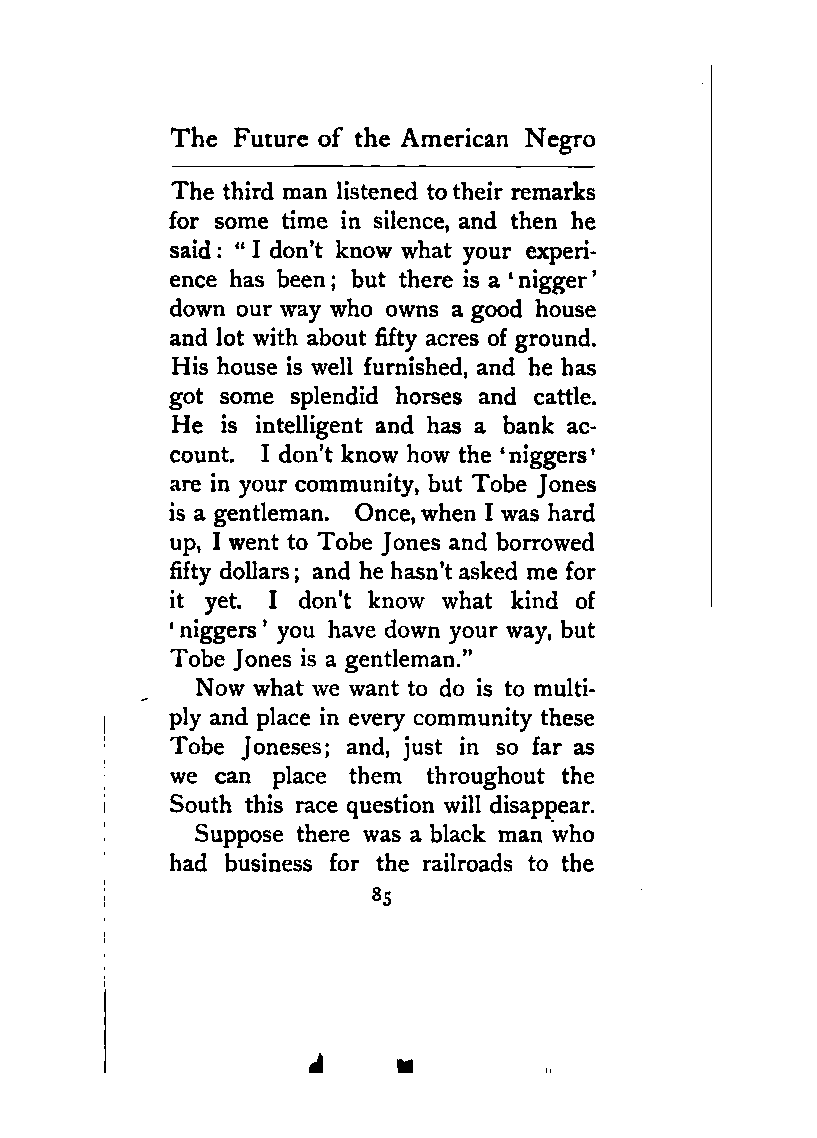 The Future of the American Negro
The third man listened to their remarks
for some time in silence, and then he
said: “I don't know what your experi-
ence has been; but there is a ‘nigger’
down our way who owns a good house
and lot with about fifty acres of ground.
His house is well furnished, and he has
got some splendid horses and cattle.
He is intelligent and has a bank ac-
count. I don't know how the ‘niggers’
are in your community, but Tobe Jones
is a gentleman. Once, when I was hard
up, I went to Tobe Jones and borrowed
fifty dollars; and he hasn't asked me for
it yet. I don't know what kind of
‘niggers’ you have down your way, but
Tobe Jones is a gentleman.”
Now what we want to do is to multi-
ply and place in every community these
Tobe Joneses; and, just in so far as
we can place them throughout the
South this race question will disappear.
Suppose there was a black man who
had business for the railroads to the
85